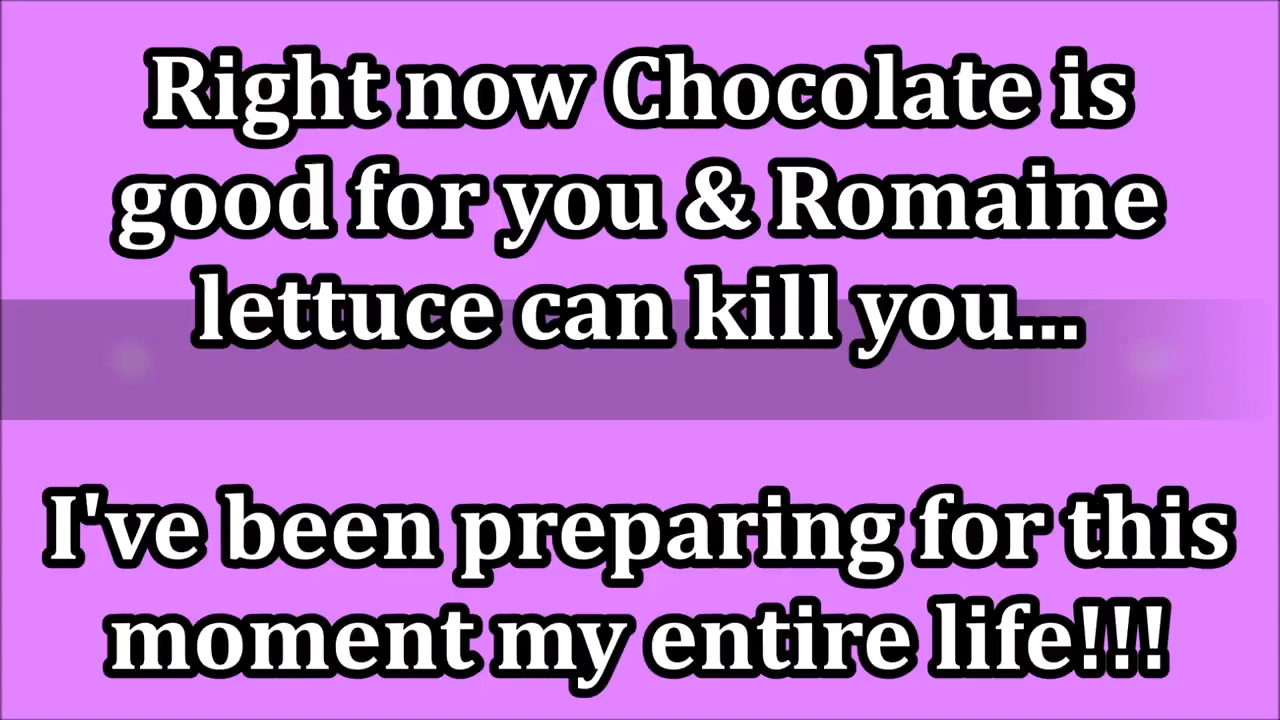 Right now Chocolate is
good for you & Romaine
lettuce can kill you...
I've been preparing for this
moment my entire life!!!